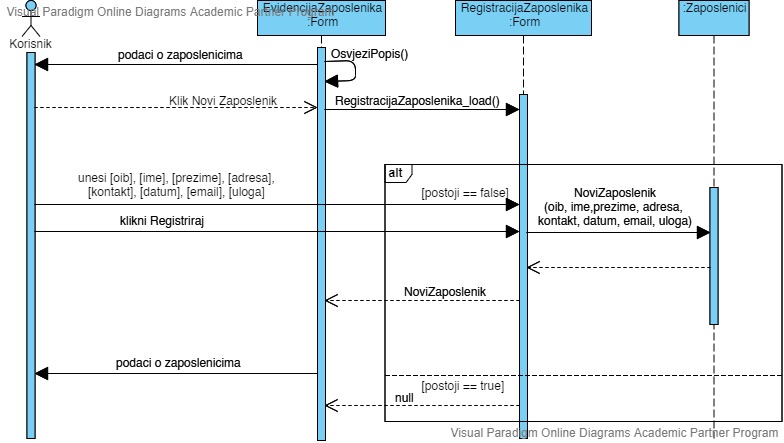 Visual Paradigm Online Diagrams Academic Partner Program
EvidencijaZaposlenika
:Form
RegistracijaZaposlenika
:Form
:Zaposlenici
Korisnik
OsvjeziPopis()
podaci o zaposlenicima
Klik Novi Zaposlenik
RegistracijaZaposlenika_load()
alt
unesi [oib], [ime], [prezime], [adresa],
[kontakt], [datum], [email], [uloga]
[postoji == false]
NoviZaposlenik
(oib, ime,prezime, adresa,
kontakt, datum, email, uloga)
klikni Registriraj
NoviZaposlenik
podaci o zaposlenicima
[postoji == true]
null
Visual Paradigm Online Diagrams Academic Partner Program